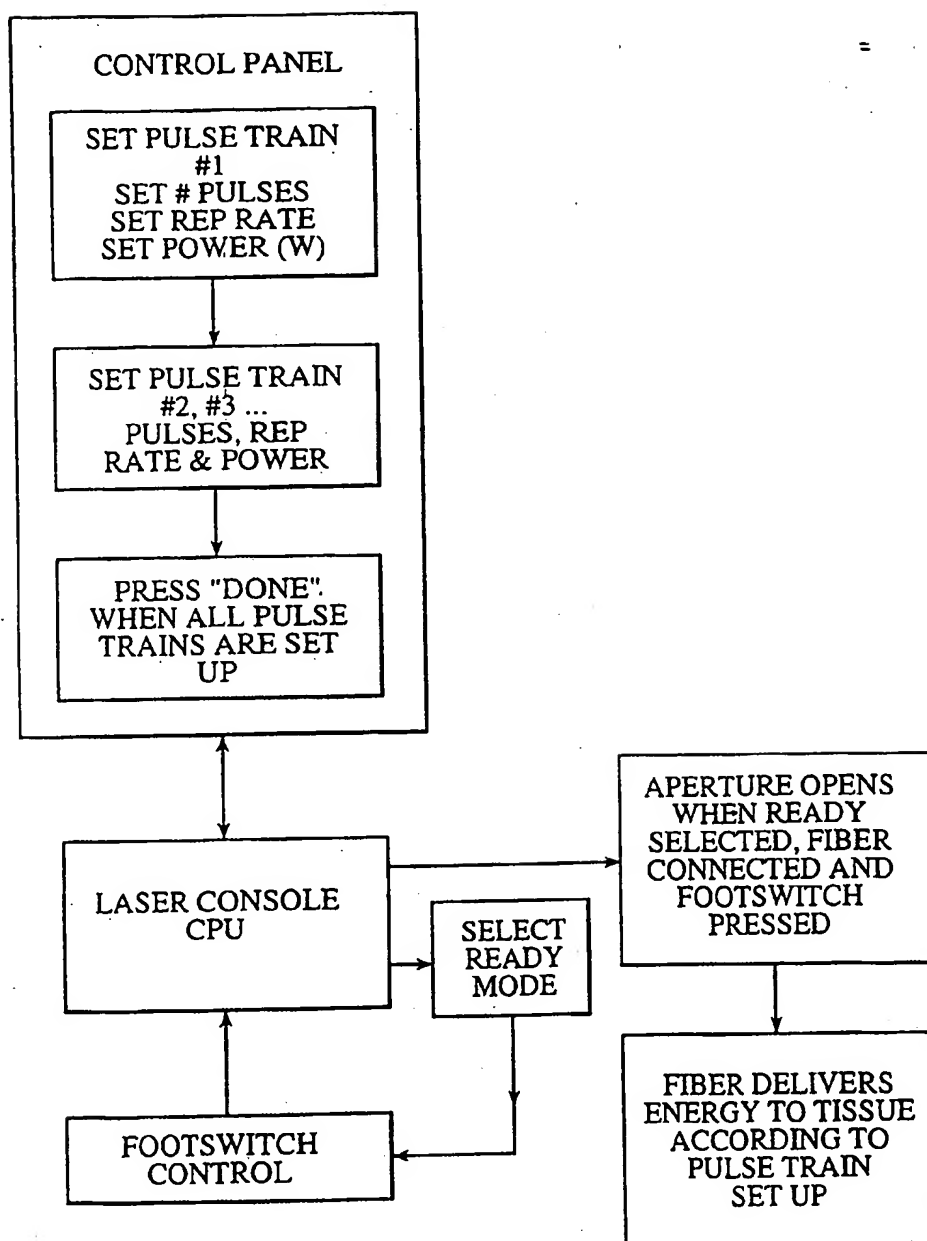 CONTROL PANEL
SET PULSE TRAIN
#1
SET # PULSES
SET REP RATE
SET POWER (W)
SET PULSE TRAIN
#2, #3 ...
PULSES, REP
RATE & POWER
PRESS "DONE".
WHEN ALL PULSE
TRAINS ARE SET
UP
LASER CONSOLE
CPU
SELECT
READY
MODE
FOOTSWITCH
CONTROL
APERTURE OPENS
WHEN READY
SELECTED, FIBER
CONNECTED AND
FOOTSWITCH
PRESSED
FIBER DELIVERS
ENERGY TO TISSUE
ACCORDING TO
PULSE TRAIN
SET UP